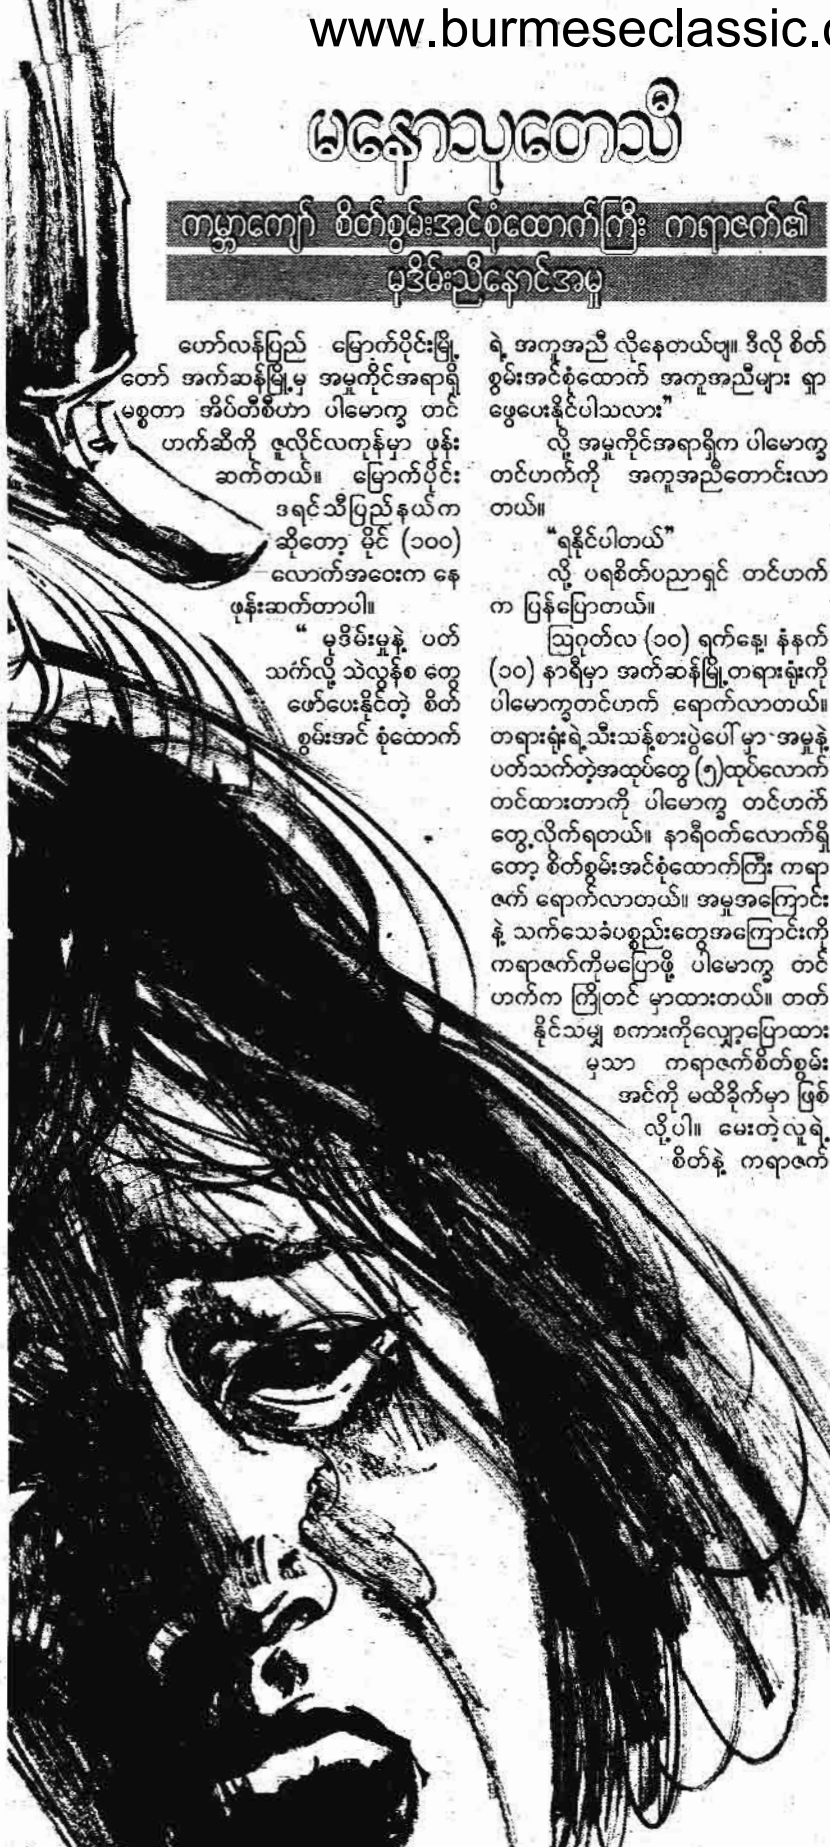 www.burmeseclassic.c
မနောသုတေသီ
ကမ္ဘာကျော် စိတ်စွမ်းအင်စုံထောက်ကြီး ကရာဇက်၏
မုဒိမ်းညီနောင်အမှု
ဟော်လန်ပြည် မြောက်ပိုင်းမြို့
တော် အက်ဆန်မြို့မှ အမှုကိုင်အရာရှိ
မစ္စတာ အိပ်တီစီဟာ ပါမောက္ခ တင်
ဟက်ဆီကို ဇူလိုင်လကုန်မှာ ဖုန်း
ဆက်တယ်။ မြောက်ပိုင်း
ဒရင်သီပြည်နယ်က
ဆိုတော့ မိုင် (၁၀၀)
လောက်အဝေးက နေ
ဖုန်းဆက်တာပါ။
“ မုဒိမ်းမှုနဲ့ ပတ်
သက်လို့ သဲလွန်စ တွေ
ဖော်ပေးနိုင်တဲ့ စိတ်
စွမ်းအင် စုံထောက်
ရဲ့ အကူအညီ လိုနေတယ်ဗျ။ ဒီလို စိတ်
စွမ်းအင်စုံထောက် အကူအညီများ ရှာ
ဖွေပေးနိုင်ပါသလား”
လို့ အမှုကိုင်အရာရှိက ပါမောက္ခ
တင်ဟက်ကို အကူအညီတောင်းလာ
တယ်။
“ရနိုင်ပါတယ်”
လို့ ပရစိတ်ပညာရှင် တင်ဟက်
က ပြန်ပြောတယ်။
ဩဂုတ်လ (၁၀) ရက်နေ့၊ နံနက်
(၁၀) နာရီမှာ အက်ဆန်မြို့တရားရုံးကို
ပါမောက္ခတင်ဟက် ရောက်လာတယ်။
တရားရုံးရဲ့သီးသန့်စားပွဲပေါ်မှာ အမှုနဲ့
ပတ်သက်တဲ့အထုပ်တွေ (၅)ထုပ်လောက်
တင်ထားတာကို ပါမောက္ခ တင်ဟက်
တွေ့လိုက်ရတယ်။ နာရီဝက်လောက်ရှိ
တော့ စိတ်စွမ်းအင်စုံထောက်ကြီး ကရာ
ဇက် ရောက်လာတယ်။ အမှုအကြောင်း
နဲ့ သက်သေခံပစ္စည်းတွေအကြောင်းကို
ကရာဇက်ကိုမပြောဖို့ ပါမောက္ခ တင်
ဟက်က ကြိုတင် မှာထားတယ်။ တတ်
နိုင်သမျှ စကားကိုလျှော့ပြောထား
မှသာ ကရာဇက်စိတ်စွမ်း
အင်ကို မထိခိုက်မှာ ဖြစ်
လို့ပါ။ မေးတဲ့လူရဲ့
စိတ်နဲ့ ကရာဇက်